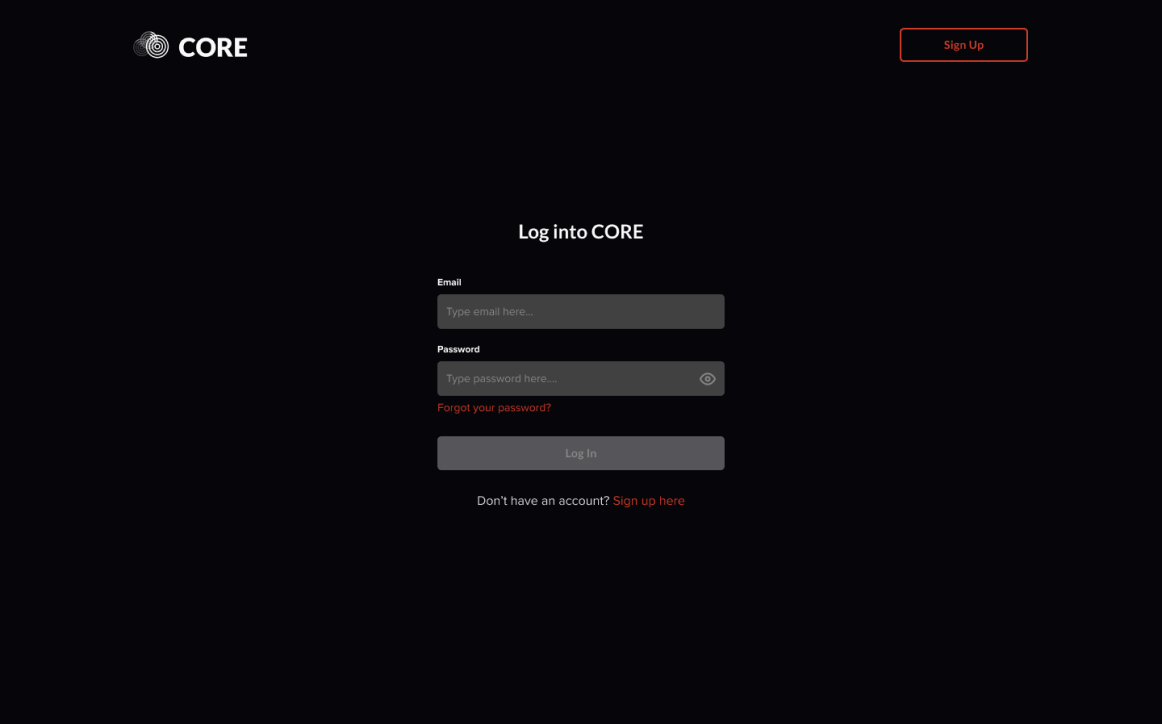 CORE
Sign Up
Log into CORE
Email
Type email here...
Password
Type password here....
Forgot your password?
Log In
Don't have an account? Sign up here